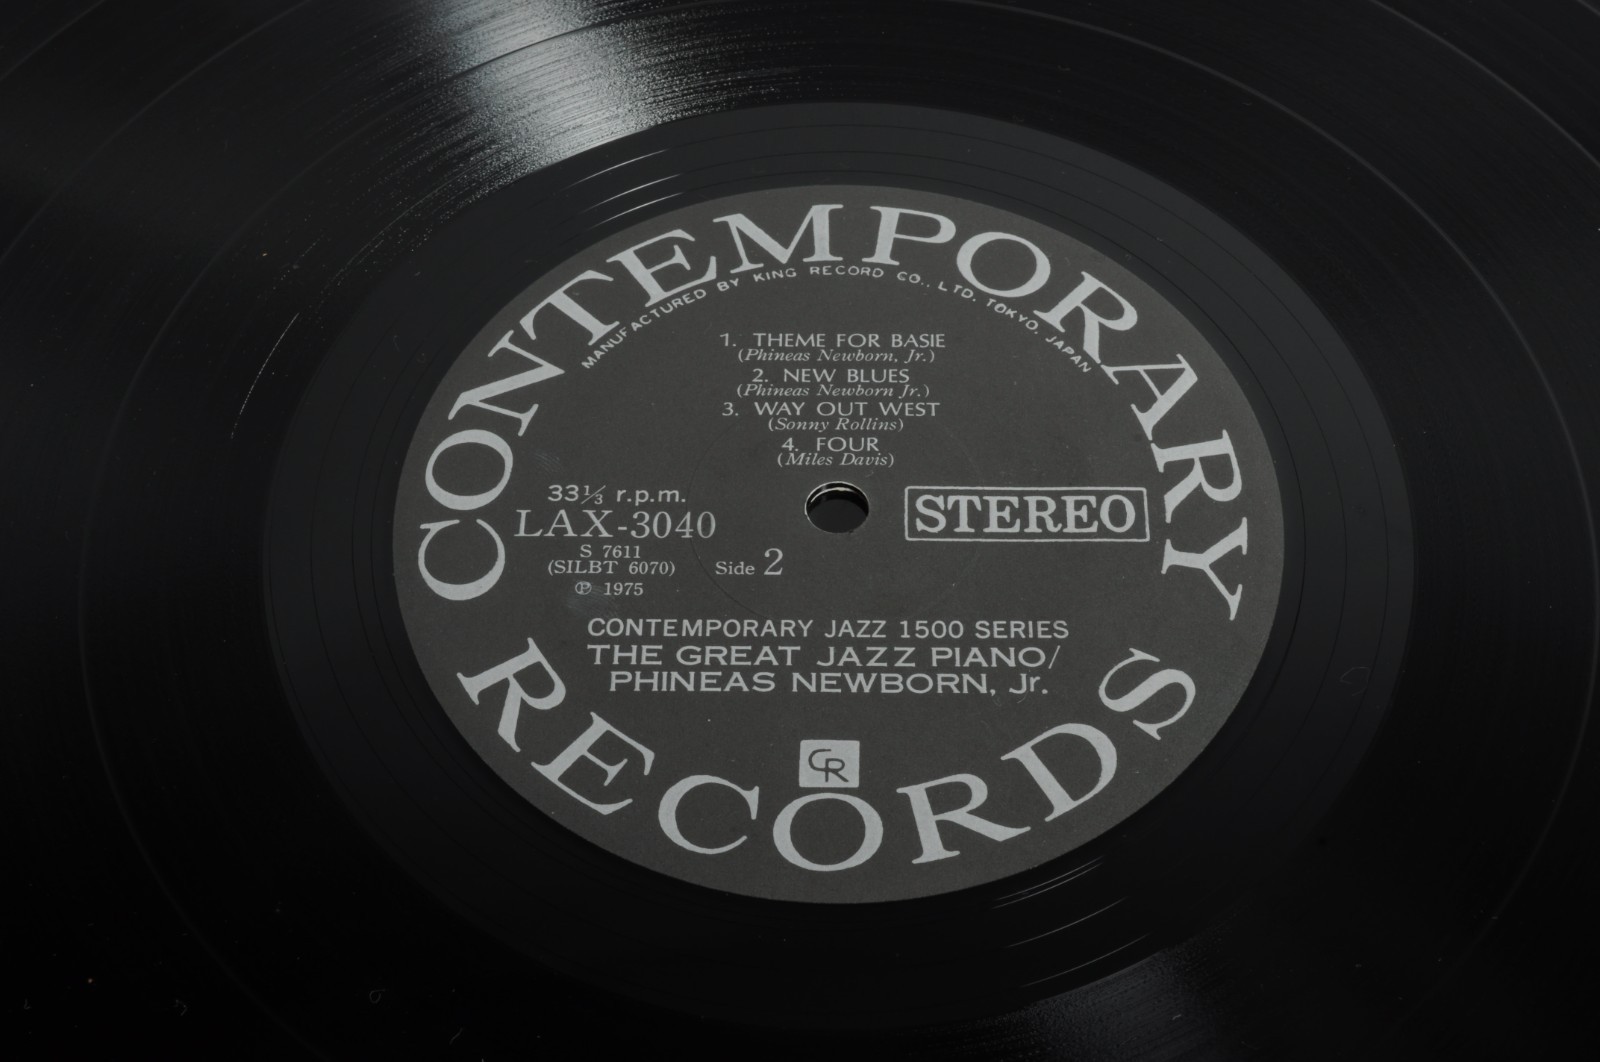 CONTEMPORARY
MANUFACTURED BY KING RECORD CO., LTD. TOKYO, JAPAN
1. THEME FOR BASIE
(Phineas Newborn, Jr.)
2. NEW BLUES
(Phineas Newborn Jr.)
3. WAY OUT WEST
(Sonny Rollins)
4. FOUR
(Miles Davis)
33⅓ r.p.m.
LAX-3040
S 7611
(SILBT 6070)
℗ 1975
Side 2
STEREO
CONTEMPORARY JAZZ 1500 SERIES
THE GREAT JAZZ PIANO/
PHINEAS NEWBORN, Jr.
CR
RECORDS